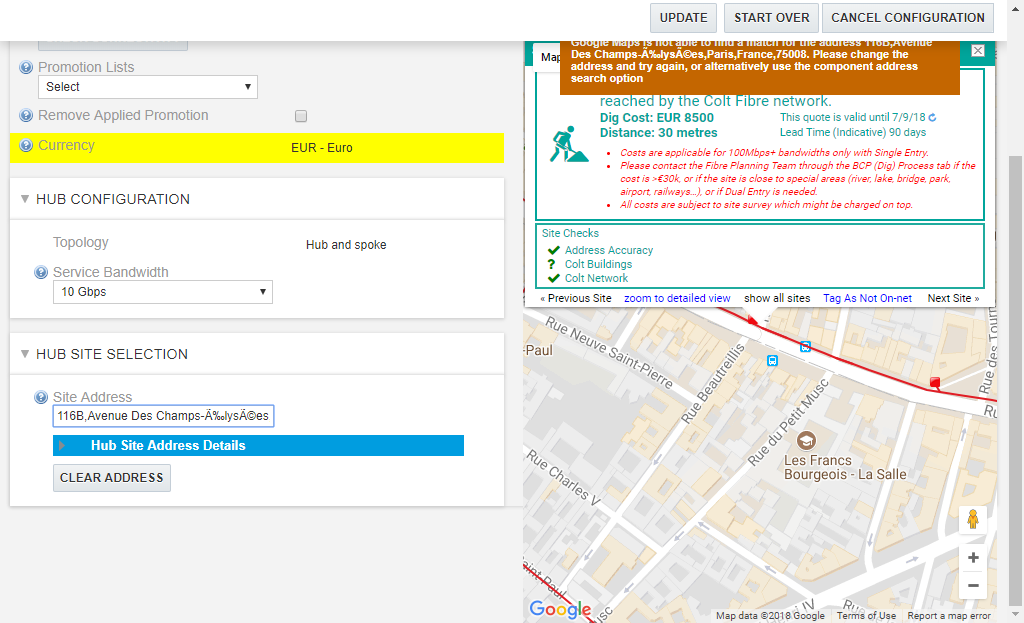 UPDATE
START OVER
CANCEL CONFIGURATION
Promotion Lists
Select
Remove Applied Promotion
Currency
EUR - Euro
HUB CONFIGURATION
Topology
Hub and spoke
Service Bandwidth
10 Gbps
HUB SITE SELECTION
Site Address
116B,Avenue Des Champs-Ã‰lysÃ©es
Hub Site Address Details
CLEAR ADDRESS
Map
Google Maps is not able to find a match for the address 116B,Avenue
Des Champs-Ã‰lysÃ©es,Paris,France,75008. Please change the
address and try again, or alternatively use the component address
search option
reached by the Colt Fibre network.
Dig Cost: EUR 8500
This quote is valid until 7/9/18
Distance: 30 metres
Lead Time (Indicative) 90 days
Costs are applicable for 100Mbps+ bandwidths only with Single Entry.
Please contact the Fibre Planning Team through the BCP (Dig) Process tab if the
cost is >€30k, or if the site is close to special areas (river, lake, bridge, park,
airport, railways...), or if Dual Entry is needed.
All costs are subject to site survey which might be charged on top.
Site Checks
Address Accuracy
? Colt Buildings
Colt Network
« Previous Site zoom to detailed view show all sites Tag As Not On-net Next Site »
Rue Neuve Saint-Pierre
-Paul
Rue Beautreillis
Rue du Petit Musc
Rue des Tourn
Ru
Les Francs
Bourgeois - La Salle
Rue Charles V
aint Paul
Google
Map data ©2018 Google Terms of Use Report a map error